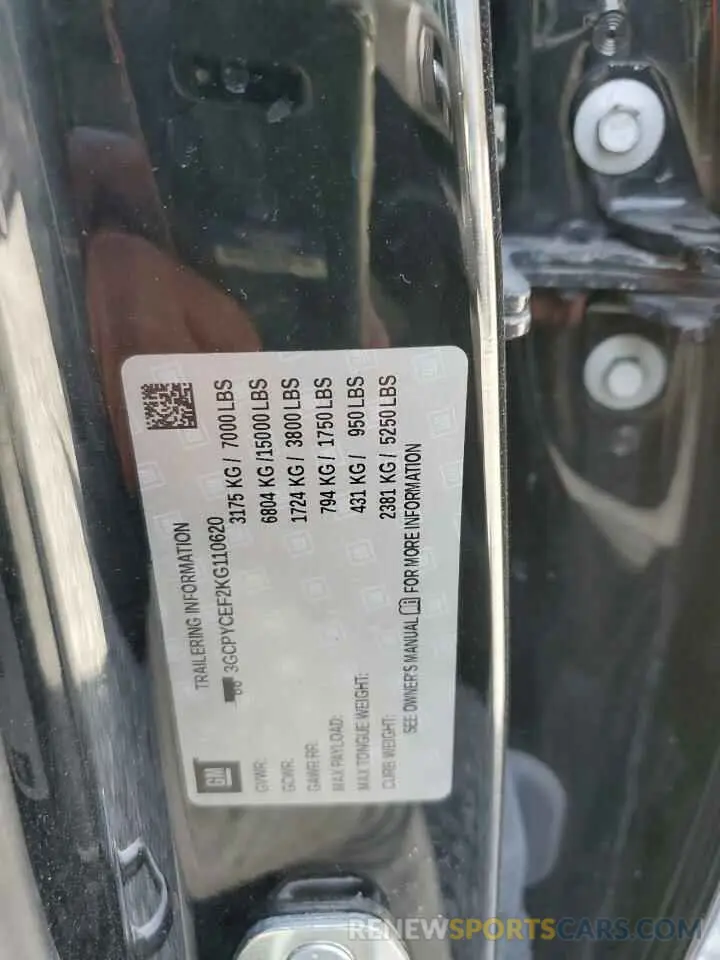 GM
TRAILERING INFORMATION
3GCPYCEF2KG110620
GVWR: 3175 KG / 7000 LBS
GCWR: 6804 KG /15000 LBS
GAWR RR: 1724 KG / 3800 LBS
MAX PAYLOAD: 794 KG / 1750 LBS
MAX TONGUE WEIGHT: 431 KG / 950 LBS
CURB WEIGHT: 2381 KG / 5250 LBS
SEE OWNER'S MANUAL FOR MORE INFORMATION
RENEWSPORTSCARS.COM